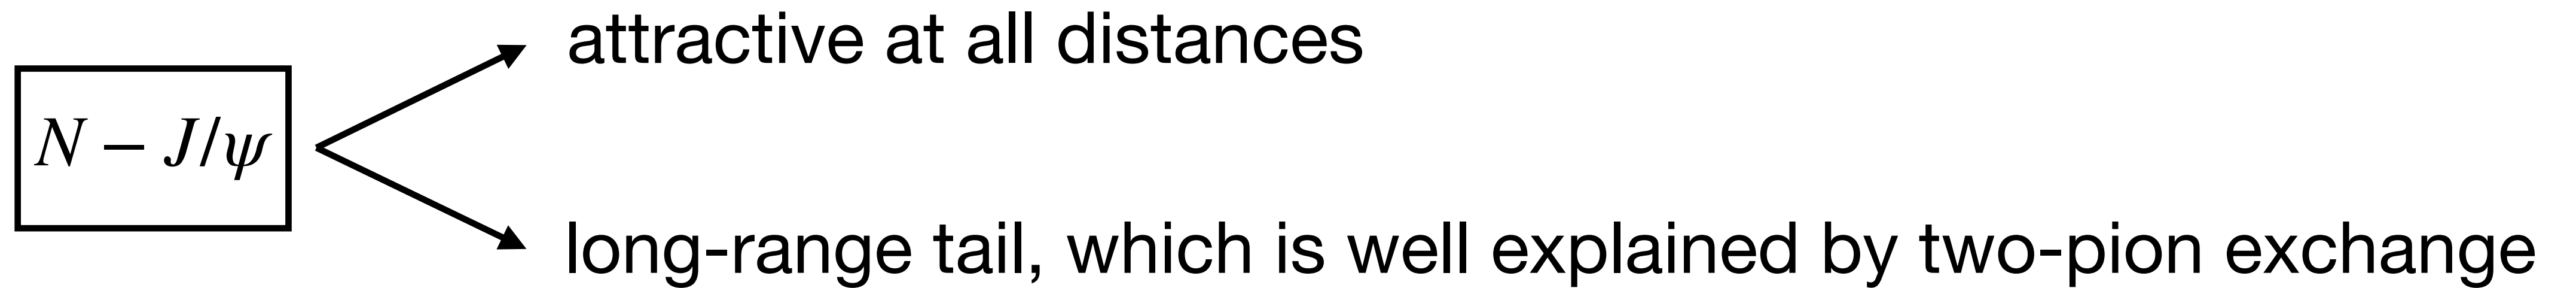 attractive at all distances
N − J/ψ
long-range tail, which is well explained by two-pion exchange